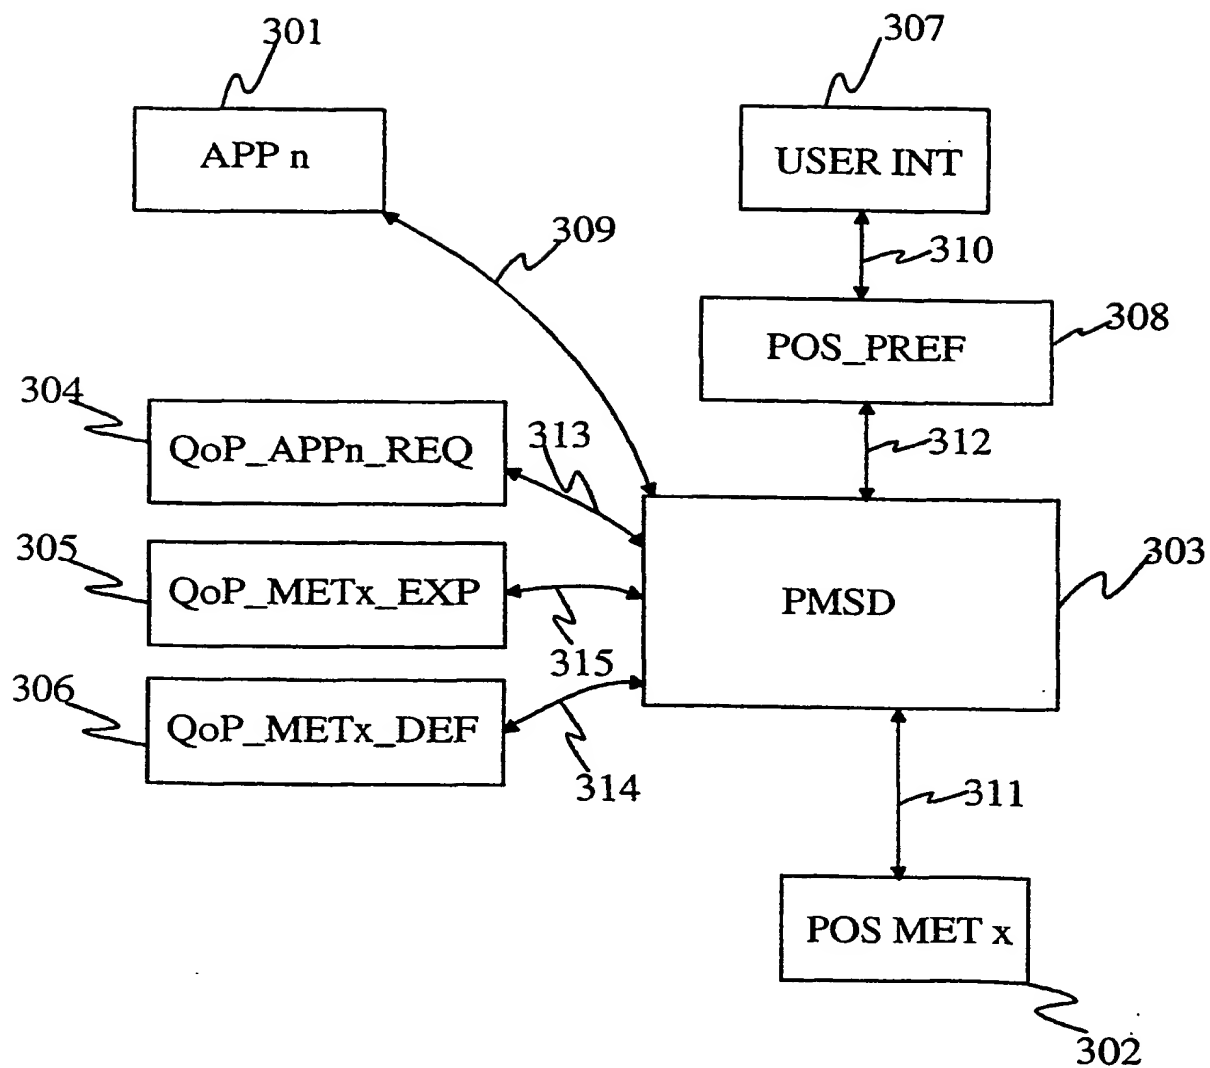 301
307
APP n
USER INT
309
310
308
POS_PREF
304
313
312
QoP_APPn_REQ
305
303
QoP_METx_EXP
PMSD
315
306
QoP_METx_DEF
314
311
POS MET x
302